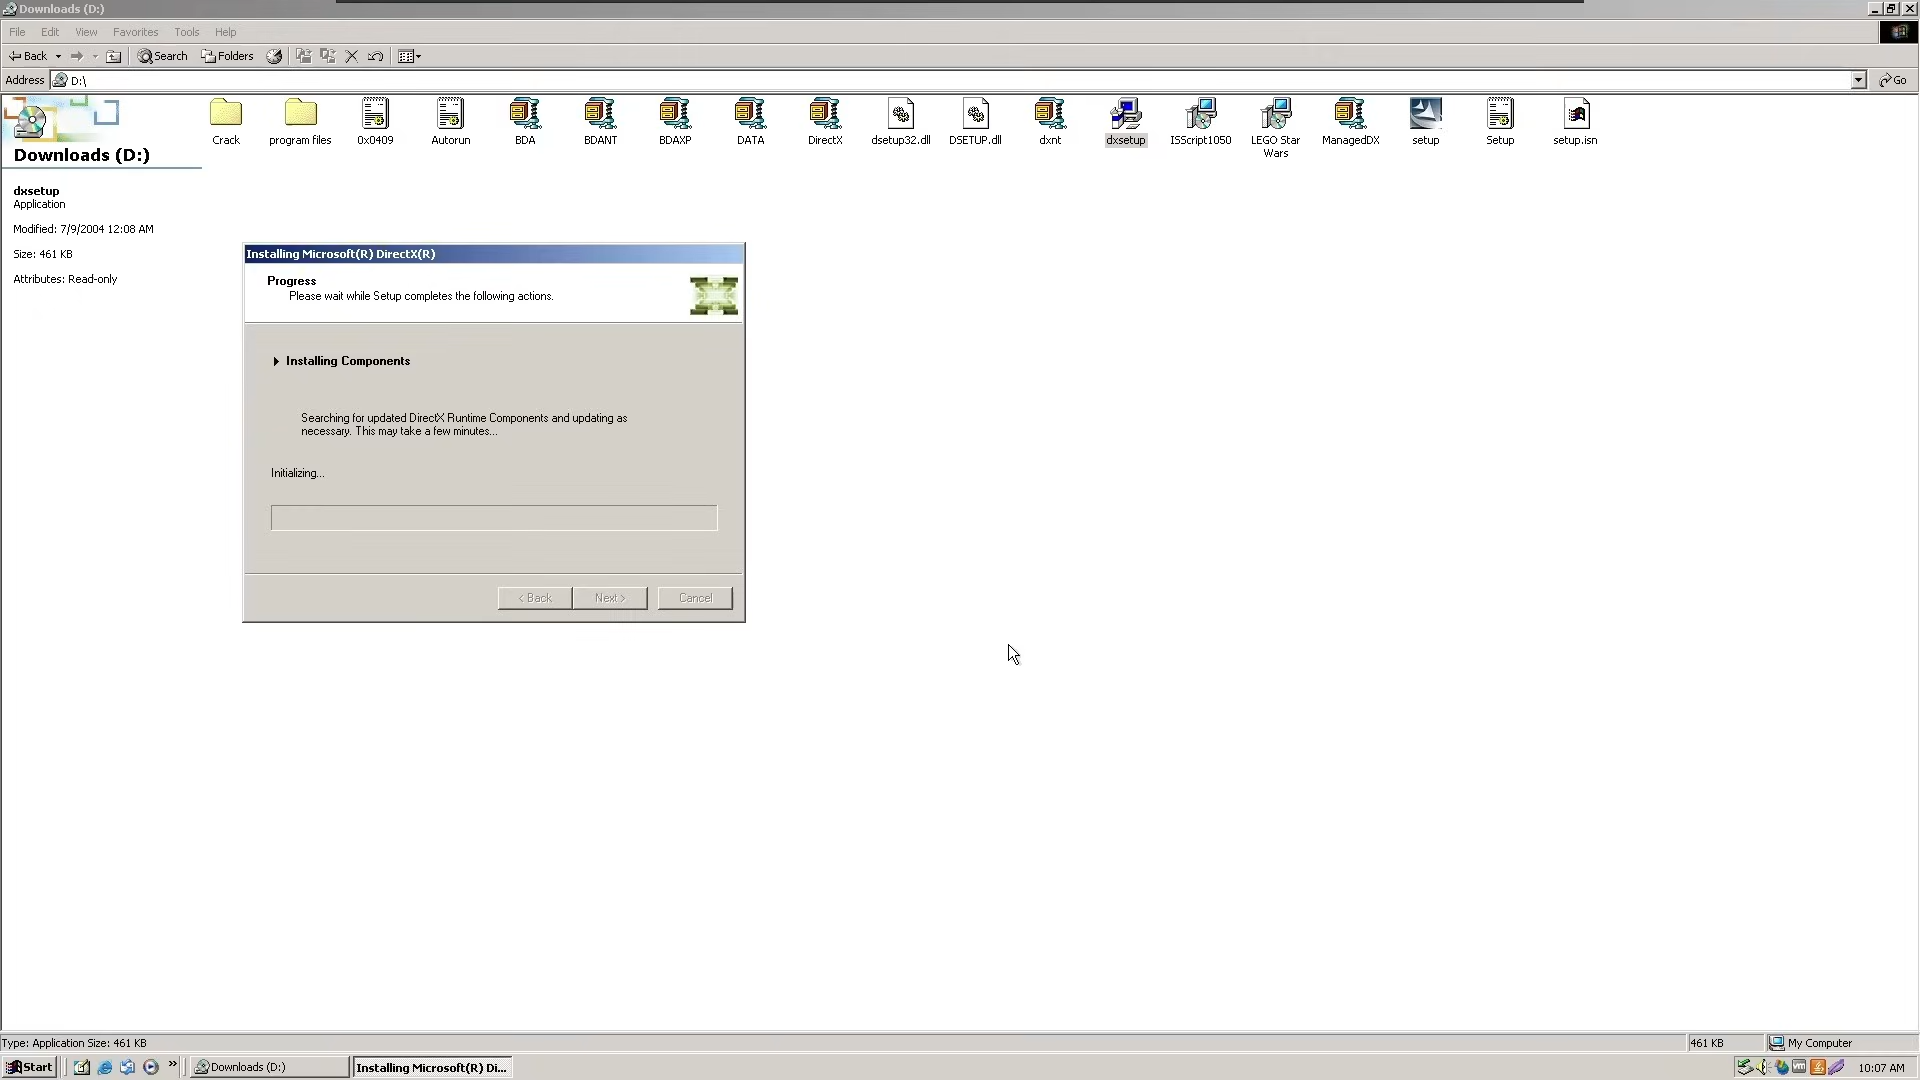 Downloads (D:)
File Edit View Favorites Tools Help
Back Search Folders
Address D:\ Go
Crack
program files
0x0409
Autorun
BDA
BDANT
BDAXP
DATA
DirectX
dsetup32.dll
DSETUP.dll
dxnt
dxsetup
ISScript1050
LEGO Star
Wars
ManagedDX
setup
Setup
setup.isn
Downloads (D:)
dxsetup
Application
Modified: 7/9/2004 12:08 AM
Size: 461 KB
Attributes: Read-only
Installing Microsoft(R) DirectX(R)
Progress
Please wait while Setup completes the following actions.
Installing Components
Searching for updated DirectX Runtime Components and updating as
necessary. This may take a few minutes...
Initializing...
< Back Next > Cancel
Type: Application Size: 461 KB 461 KB My Computer
Start » Downloads (D:) Installing Microsoft(R) Di... 10:07 AM